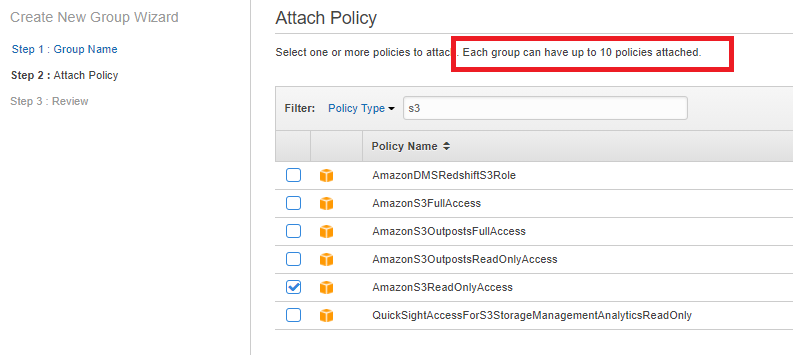 Create New Group Wizard
Step 1 : Group Name
Step 2 : Attach Policy
Step 3 : Review
Attach Policy
Select one or more policies to attach. Each group can have up to 10 policies attached.
Filter: Policy Type s3
Policy Name
AmazonDMSRedshiftS3Role
AmazonS3FullAccess
AmazonS3OutpostsFullAccess
AmazonS3OutpostsReadOnlyAccess
AmazonS3ReadOnlyAccess
QuickSightAccessForS3StorageManagementAnalyticsReadOnly